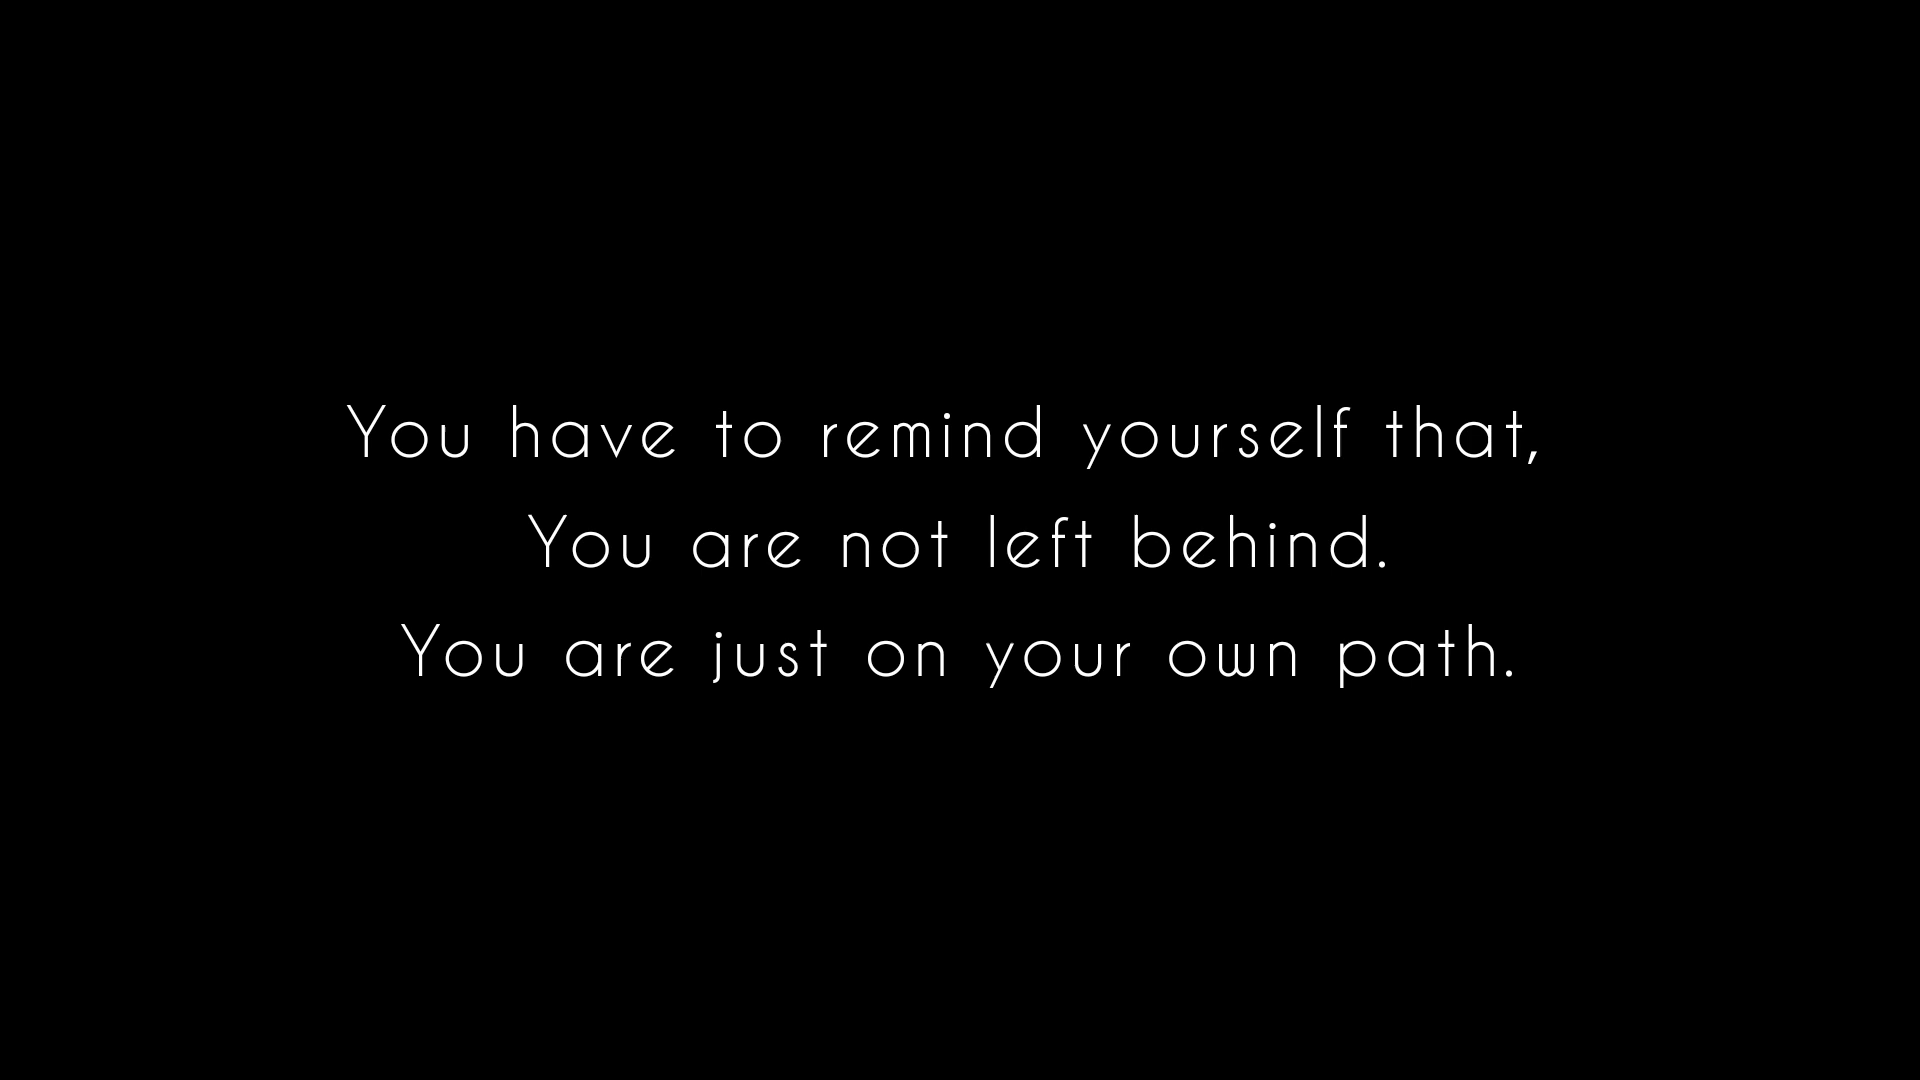 You have to remind yourself that,
You are not left behind.
You are just on your own path.